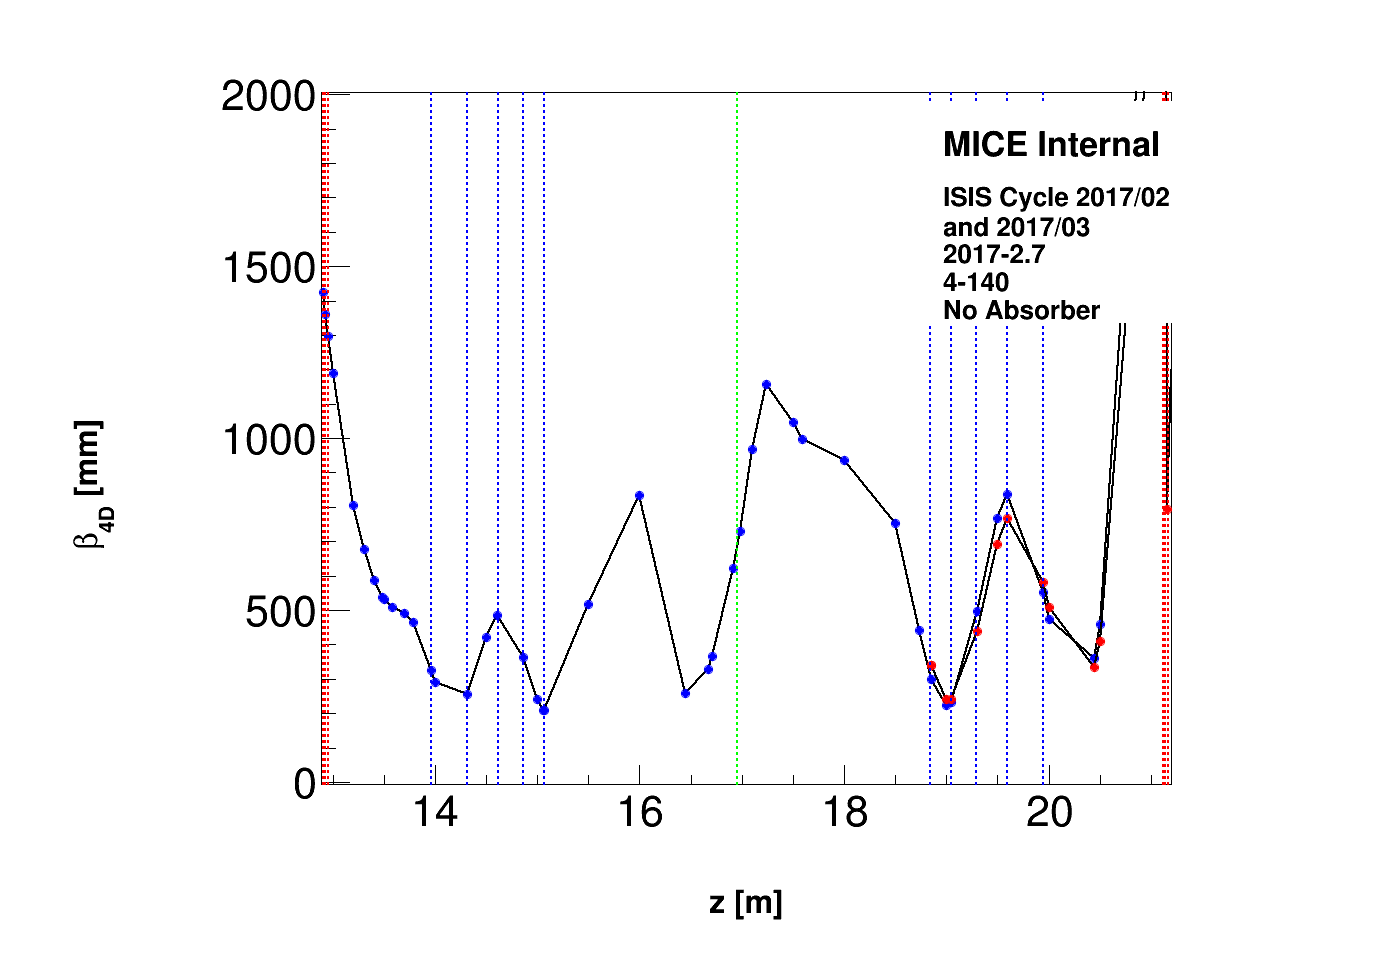 2000
MICE Internal
ISIS Cycle 2017/02
and 2017/03
2017-2.7
4-140
No Absorber
1500
1000
500
0
β4D [mm]
14 16 18 20
z [m]